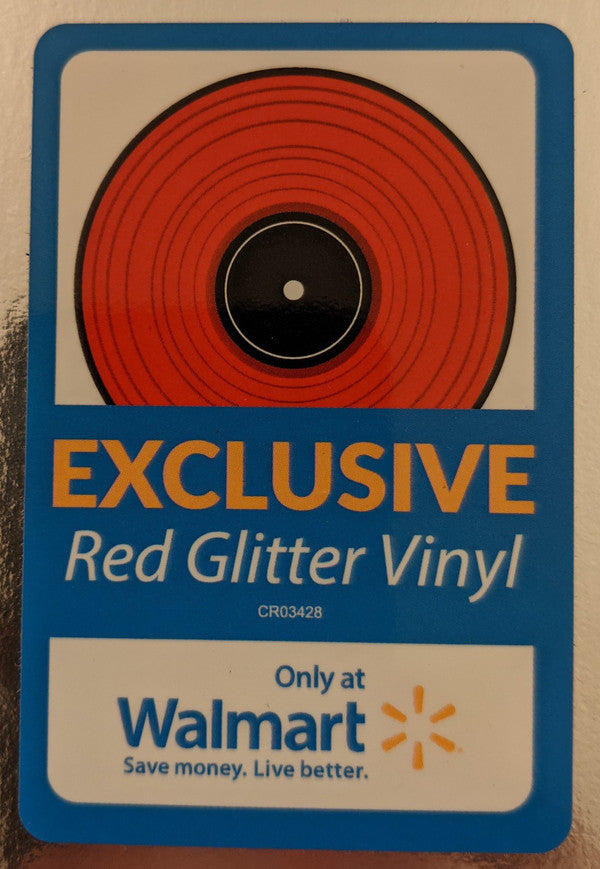 EXCLUSIVE
Red Glitter Vinyl
CR03428
Only at
Walmart
Save money. Live better.